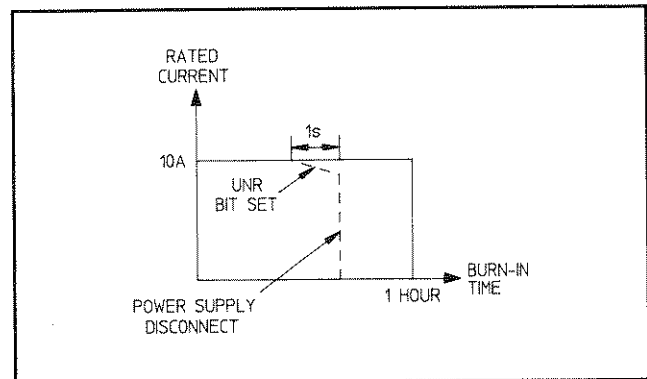 RATED
CURRENT
1s
10A
UNR
BIT SET
BURN-IN
TIME
1 HOUR
POWER SUPPLY
DISCONNECT